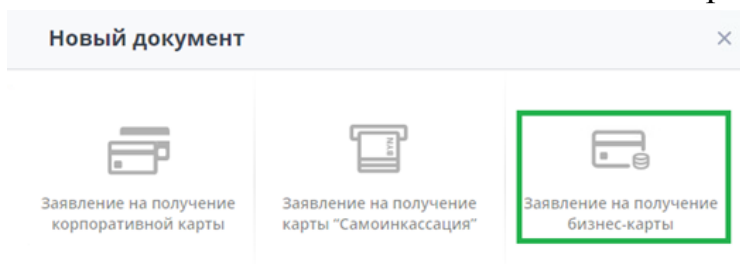 Новый документ
BYN
Заявление на получение
корпоративной карты
Заявление на получение
карты “Самоинкассация”
Заявление на получение
бизнес-карты